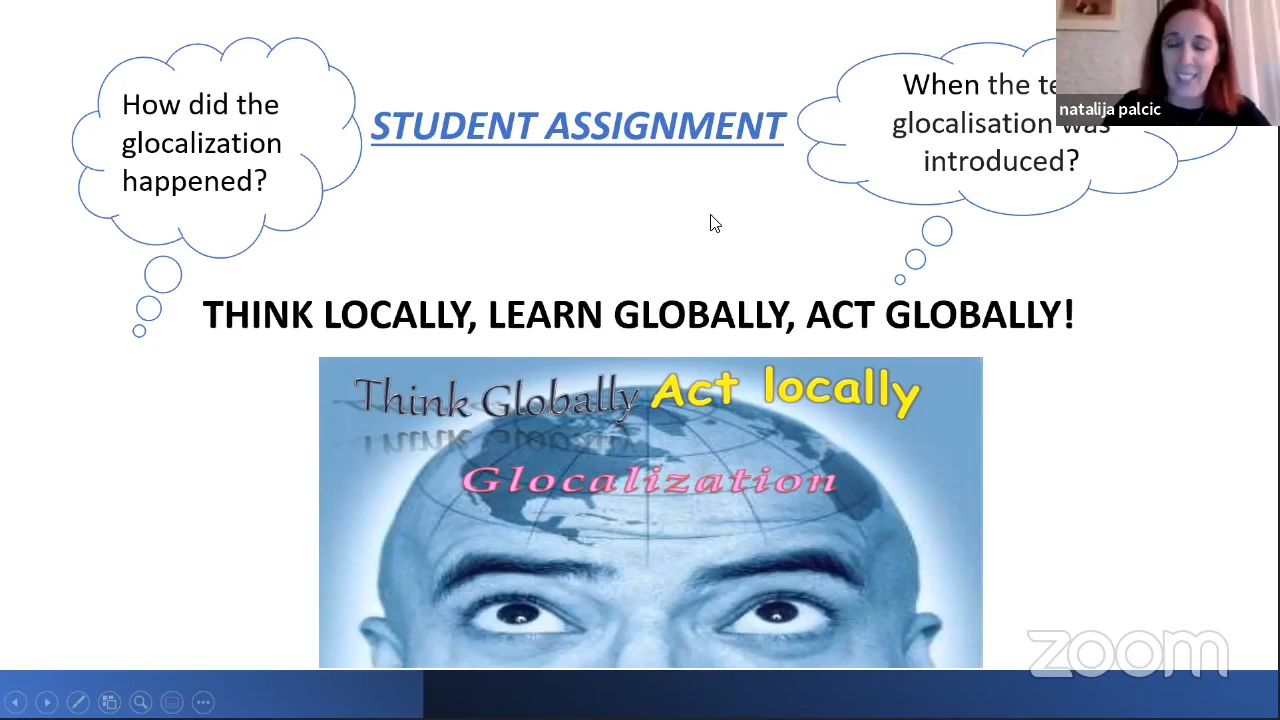 How did the
glocalization
happened?
STUDENT ASSIGNMENT
When the
glocalisation was
introduced?
natalija palcic
THINK LOCALLY, LEARN GLOBALLY, ACT GLOBALLY!
Think Globally Act locally
Glocalization
zoom